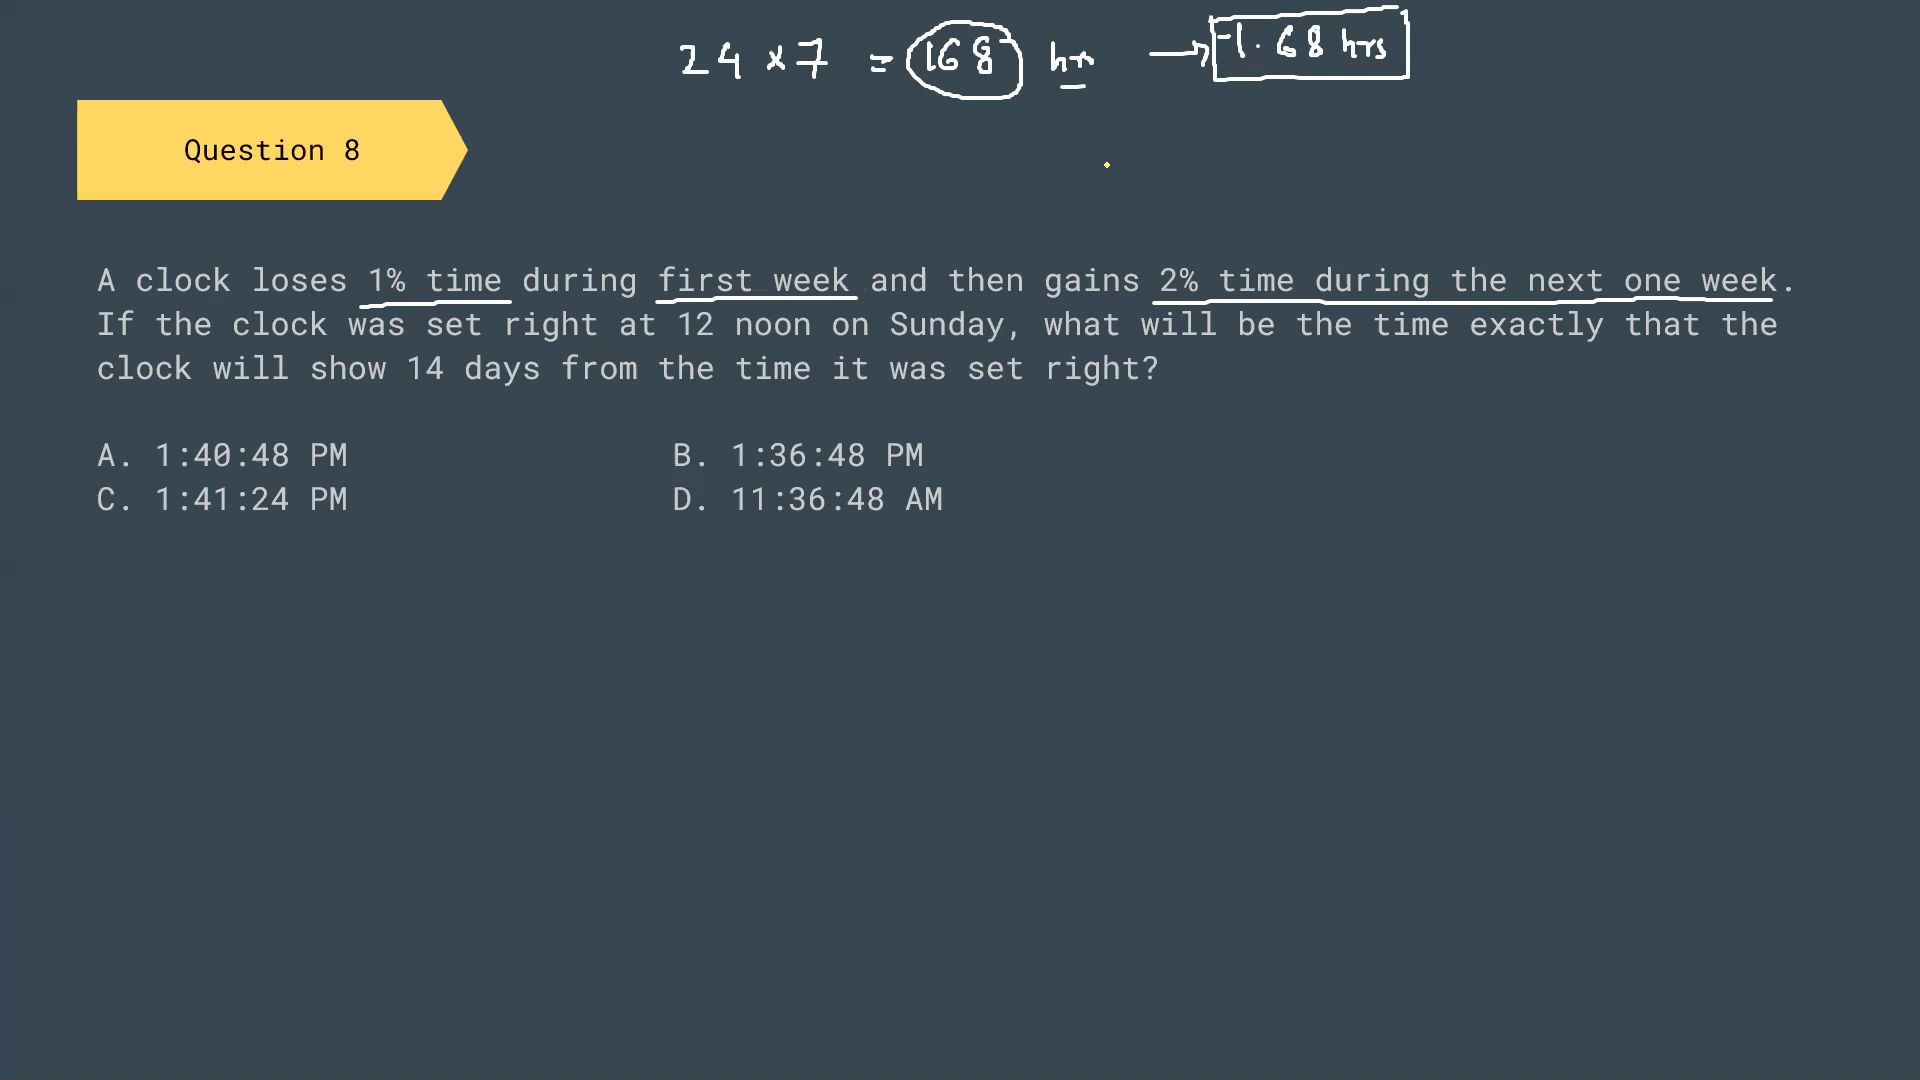 24 × 7 = 168 hrs → -1.68 hrs
Question 8
A clock loses 1% time during first week and then gains 2% time during the next one week.
If the clock was set right at 12 noon on Sunday, what will be the time exactly that the
clock will show 14 days from the time it was set right?
A. 1:40:48 PM B. 1:36:48 PM
C. 1:41:24 PM D. 11:36:48 AM